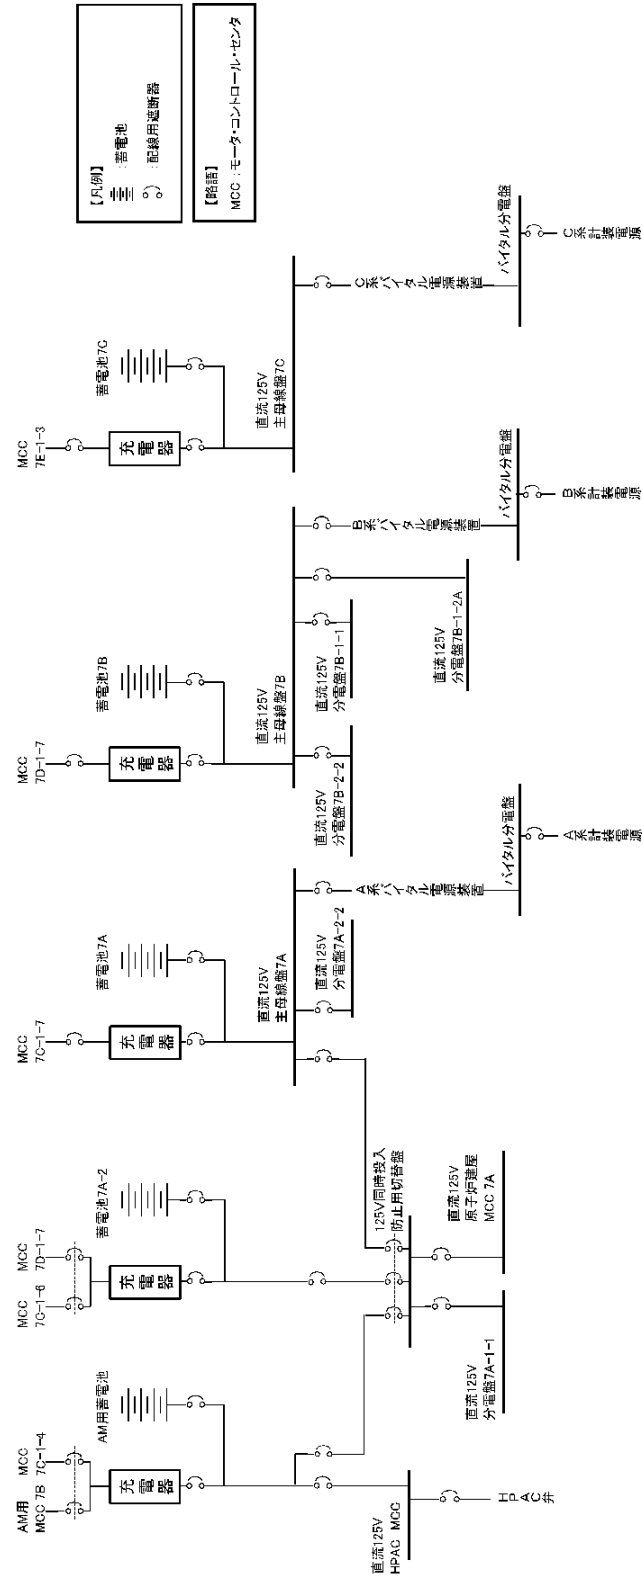 AM用
MCC 7B
MCC
7C-1-4
充電器
AM用蓄電池
直流125V
HPAC MCC
HPAC弁
MCC
7C-1-6
MCC
7D-1-7
充電器
蓄電池7A-2
125V同時投入
防止用切替盤
直流125V
分電盤7A-1-1
直流125V
原子炉建屋
MCC 7A
MCC
7C-1-7
充電器
蓄電池7A
直流125V
主母線盤7A
直流125V
分電盤7A-2-2
A系バイタル電源装置
バイタル分電盤
A系計装電源
MCC
7D-1-7
充電器
蓄電池7B
直流125V
主母線盤7B
直流125V
分電盤7B-2-2
直流125V
分電盤7B-1-1
直流125V
分電盤7B-1-2A
B系バイタル電源装置
バイタル分電盤
B系計装電源
MCC
7E-1-3
充電器
蓄電池7C
直流125V
主母線盤7C
C系バイタル電源装置
バイタル分電盤
C系計装電源
【凡例】
:蓄電池
:配線用遮断器
【略語】
MCC :モータ・コントロール・センタ